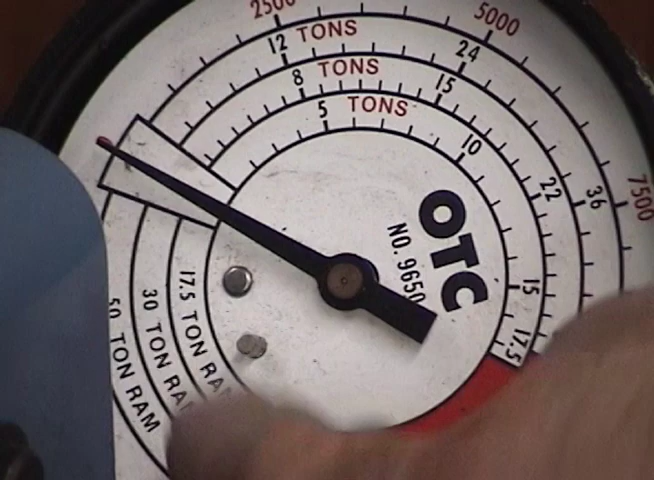 2500
5000
7500
12 TONS 24 36
8 TONS 15 22
5 TONS 10 15 17.5
OTC
NO. 9650
17.5 TON RAM
30 TON RAM
50 TON RAM